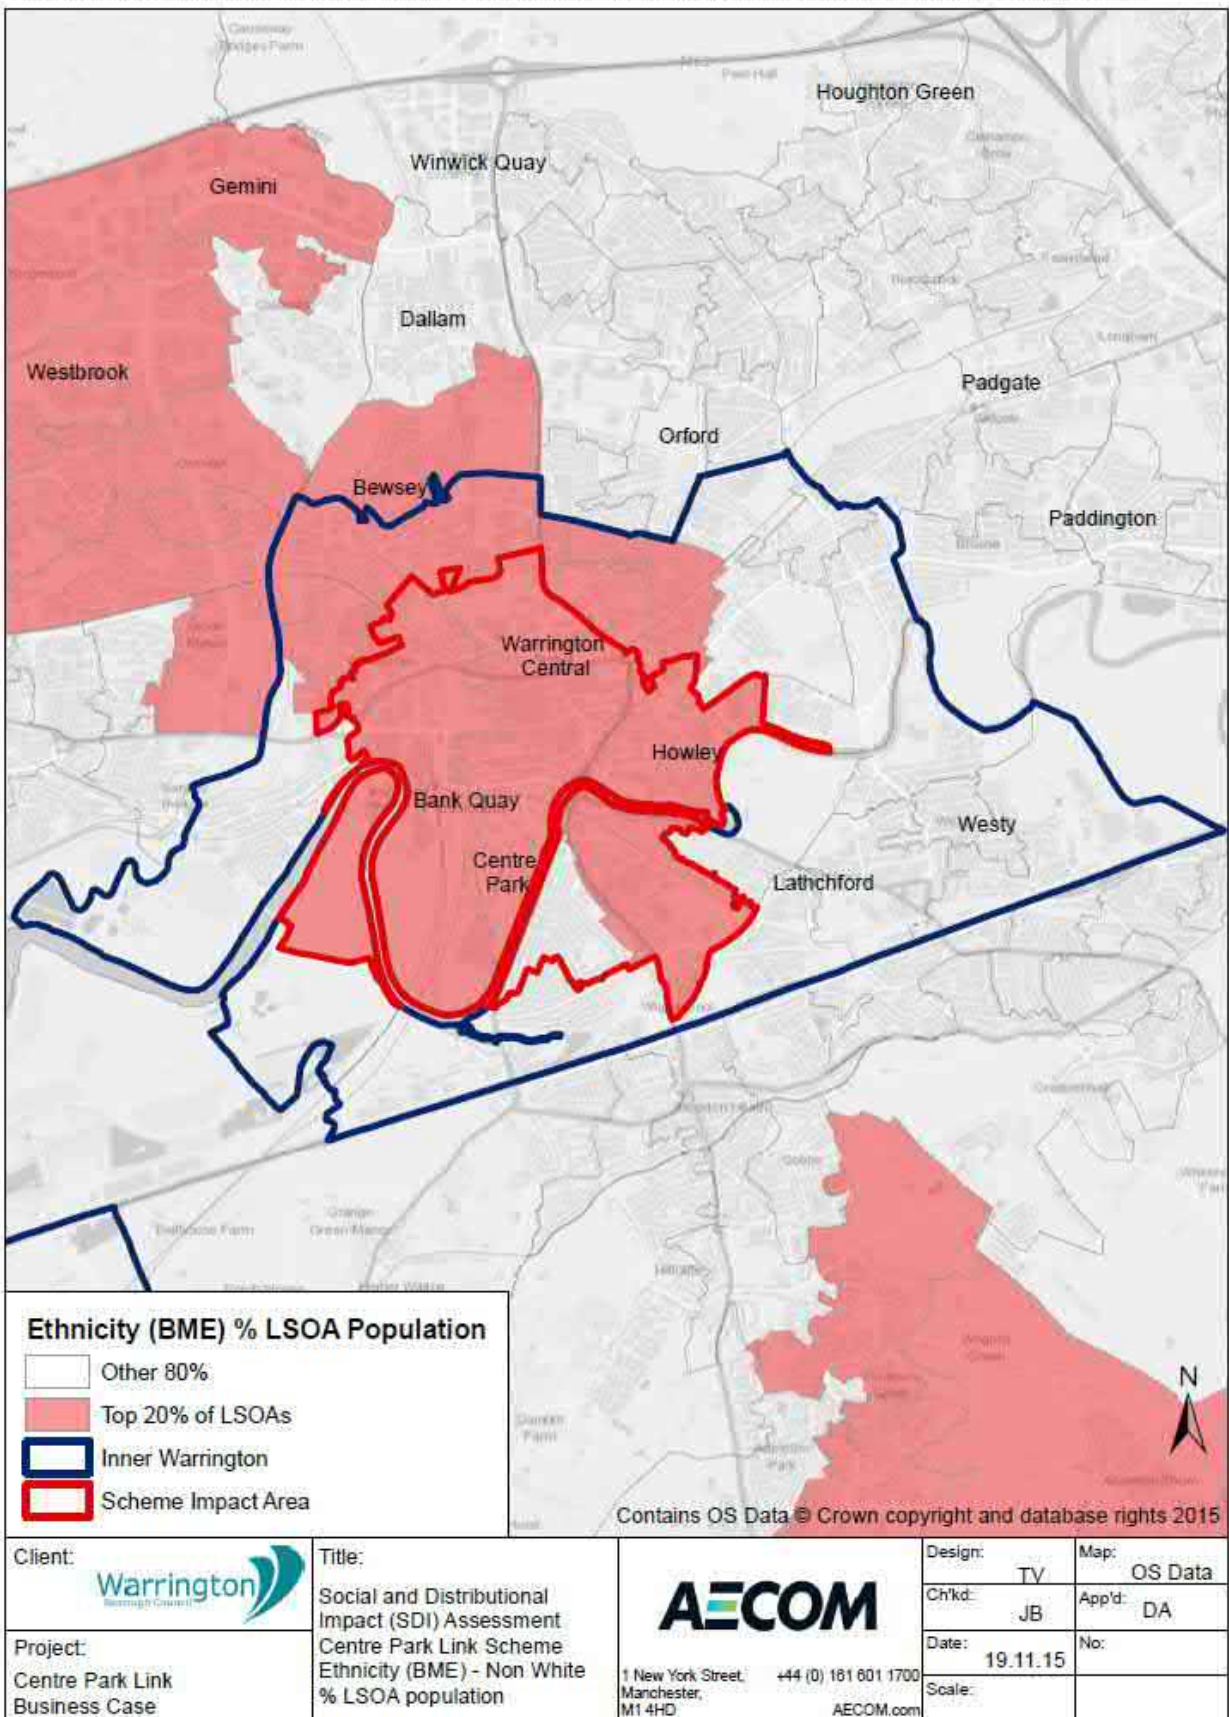 Houghton Green
Winwick Quay
Gemini
Dallam
Westbrook
Padgate
Orford
Bewsey
Paddington
Warrington
Central
Howley
Bank Quay
Westy
Centre
Park
Lathchford
Ethnicity (BME) % LSOA Population
Other 80%
Top 20% of LSOAs
Inner Warrington
Scheme Impact Area
N
Contains OS Data © Crown copyright and database rights 2015
Client:
Warrington
Borough Council
Project:
Centre Park Link
Business Case
Title:
Social and Distributional
Impact (SDI) Assessment
Centre Park Link Scheme
Ethnicity (BME) - Non White
% LSOA population
AECOM
1 New York Street,
Manchester,
M1 4HD
+44 (0) 161 601 1700
AECOM.com
Design:
TV
Map:
OS Data
Ch'kd:
JB
App'd:
DA
Date:
19.11.15
No:
Scale: